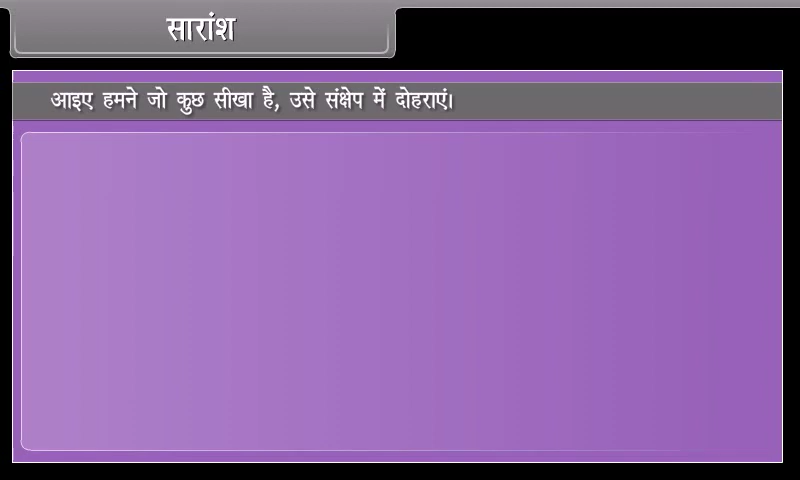 सारांश
आइए हमने जो कुछ सीखा है, उसे संक्षेप में दोहराएं।